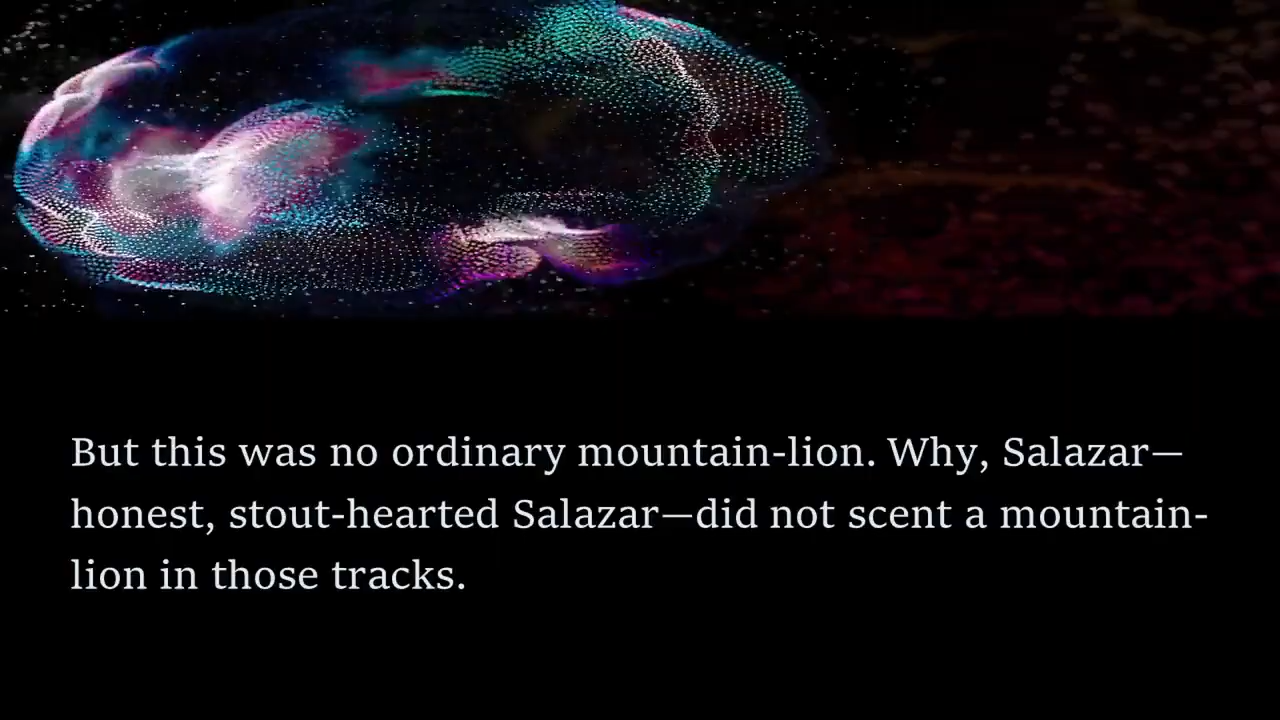 But this was no ordinary mountain-lion. Why, Salazar—
honest, stout-hearted Salazar—did not scent a mountain-
lion in those tracks.